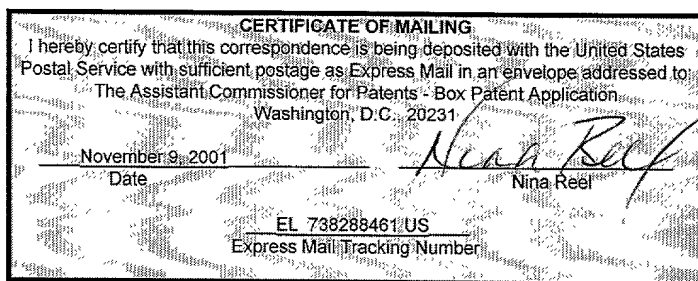 CERTIFICATE OF MAILING
I hereby certify that this correspondence is being deposited with the United States
Postal Service with sufficient postage as Express Mail in an envelope addressed to:
The Assistant Commissioner for Patents - Box Patent Application
Washington, D.C. 20231
Nina Reel
November 9, 2001
Date
Nina Reel
EL 738288461 US
Express Mail Tracking Number